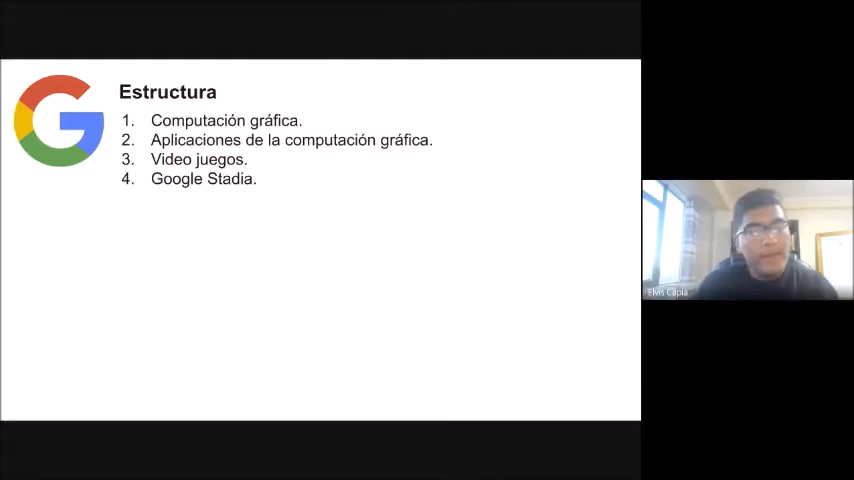 Estructura
1. Computación gráfica.
2. Aplicaciones de la computación gráfica.
3. Video juegos.
4. Google Stadia.
Elvis Capia